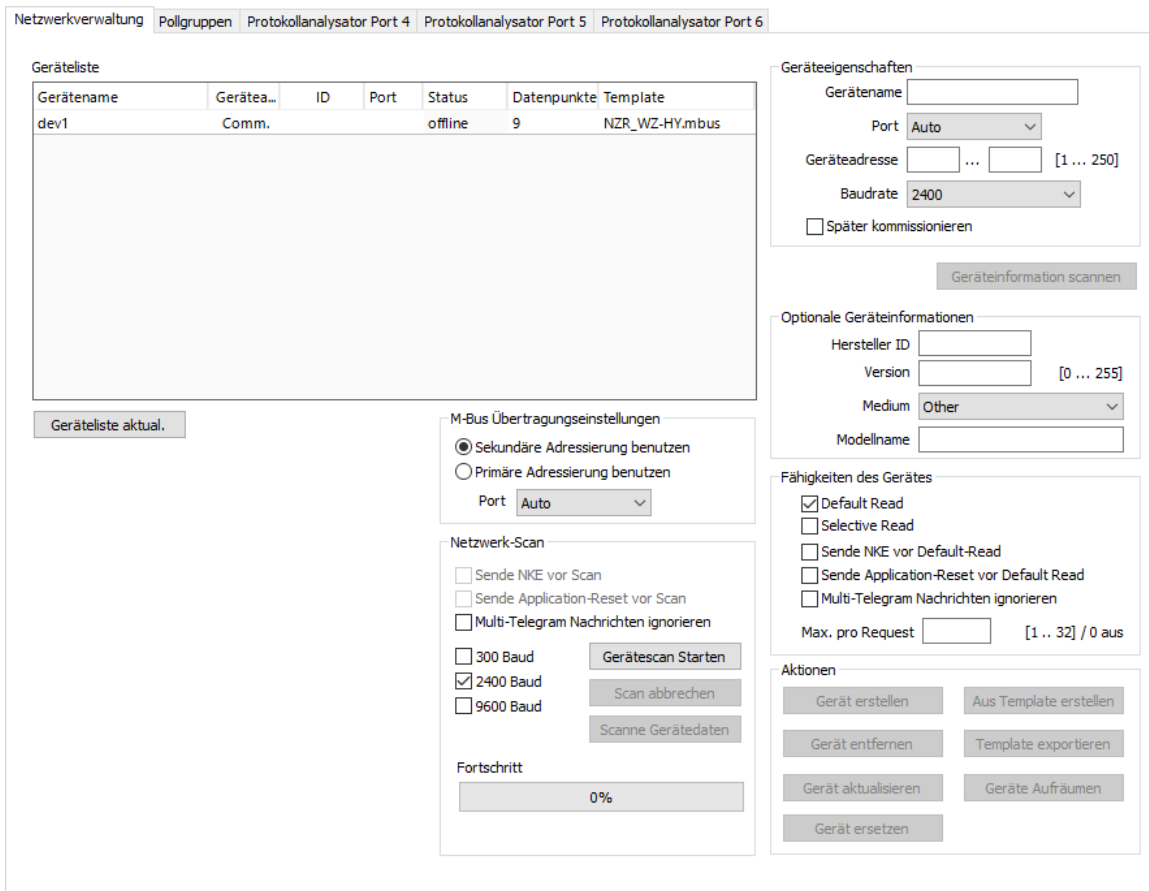 Netzwerkverwaltung Pollgruppen Protokollanalysator Port 4 Protokollanalysator Port 5 Protokollanalysator Port 6
Geräteliste
Gerätename Gerätea... ID Port Status Datenpunkte Template
dev1 Comm. offline 9 NZR_WZ-HY.mbus
Geräteliste aktual.
M-Bus Übertragungseinstellungen
Sekundäre Adressierung benutzen
Primäre Adressierung benutzen
Port Auto
Netzwerk-Scan
Sende NKE vor Scan
Sende Application-Reset vor Scan
Multi-Telegram Nachrichten ignorieren
300 Baud Gerätescan Starten
2400 Baud Scan abbrechen
9600 Baud Scanne Gerätedaten
Fortschritt
0%
Geräteeigenschaften
Gerätename
Port Auto
Geräteadresse ... [1 ... 250]
Baudrate 2400
Später kommissionieren
Geräteinformation scannen
Optionale Geräteinformationen
Hersteller ID
Version [0 ... 255]
Medium Other
Modellname
Fähigkeiten des Gerätes
Default Read
Selective Read
Sende NKE vor Default-Read
Sende Application-Reset vor Default Read
Multi-Telegram Nachrichten ignorieren
Max. pro Request [1 .. 32] / 0 aus
Aktionen
Gerät erstellen Aus Template erstellen
Gerät entfernen Template exportieren
Gerät aktualisieren Geräte Aufräumen
Gerät ersetzen